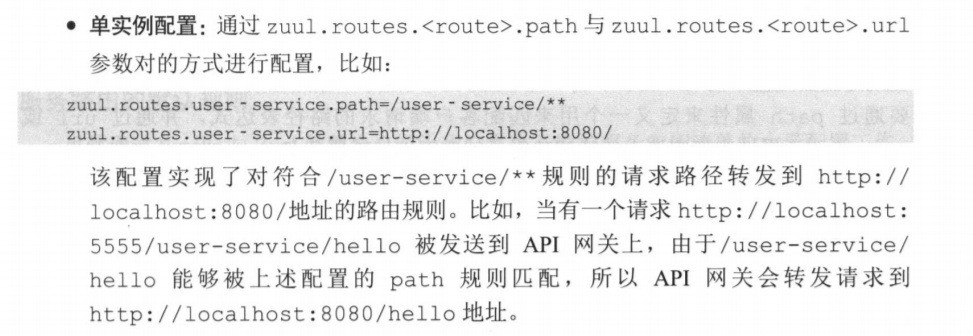 • 单实例配置：通过 zuul.routes.<route>.path 与 zuul.routes.<route>.url
参数对的方式进行配置，比如：
zuul.routes.user-service.path=/user-service/**
zuul.routes.user-service.url=http://localhost:8080/
该配置实现了对符合/user-service/**规则的请求路径转发到 http://
localhost:8080/地址的路由规则。比如，当有一个请求 http://localhost:
5555/user-service/hello 被发送到 API 网关上，由于/user-service/
hello 能够被上述配置的 path 规则匹配，所以 API 网关会转发请求到
http://localhost:8080/hello 地址。